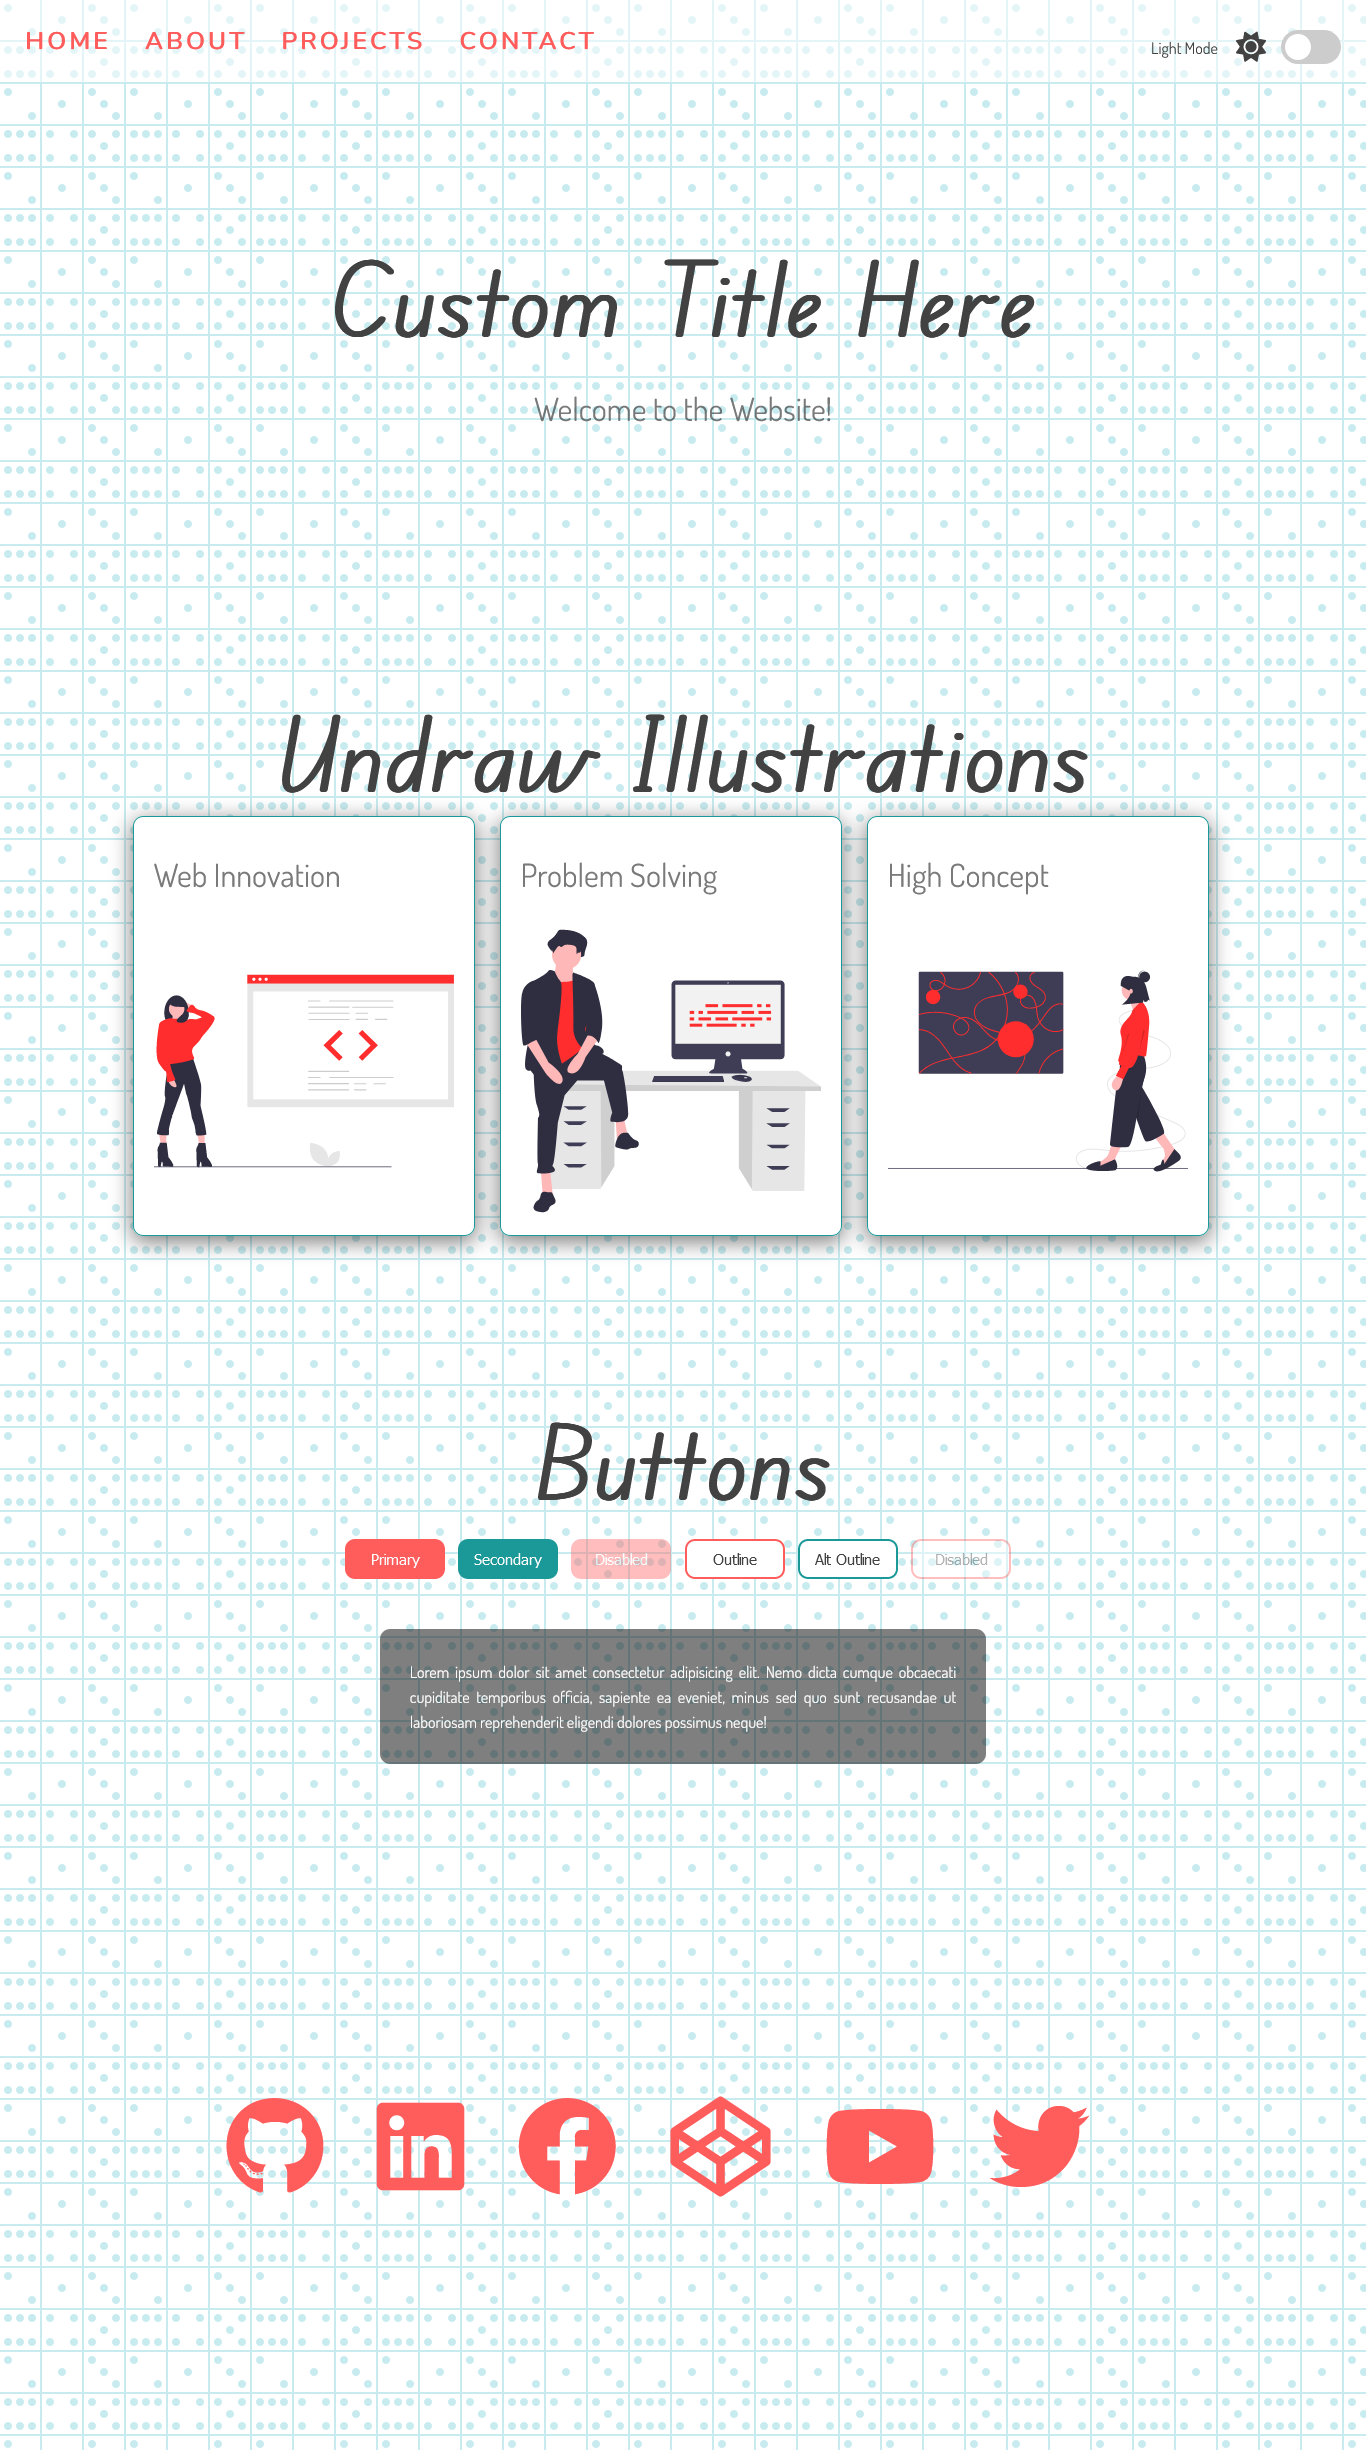 HOME ABOUT PROJECTS CONTACT
Light Mode
Custom Title Here
Welcome to the Website!
Undraw Illustrations
Web Innovation
Problem Solving
High Concept
Buttons
Primary
Secondary
Disabled
Outline
Alt Outline
Disabled
Lorem ipsum dolor sit amet consectetur adipisicing elit. Nemo dicta cumque obcaecati
cupiditate temporibus officia, sapiente ea eveniet, minus sed quo sunt recusandae ut
laboriosam reprehenderit eligendi dolores possimus neque!